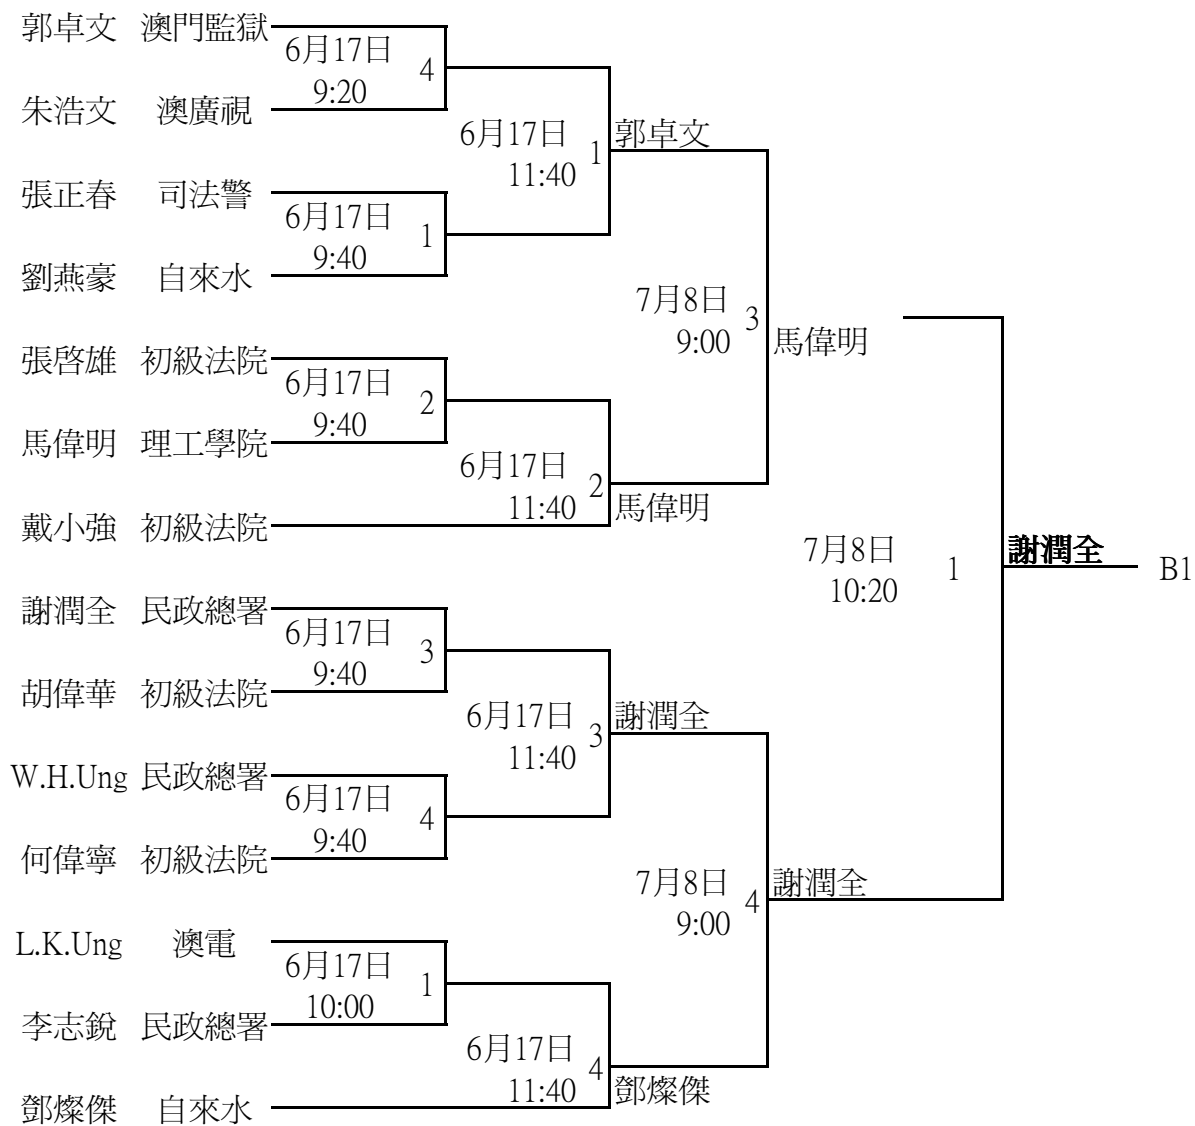 郭卓文 澳門監獄
6月17日 4
9:20
朱浩文 澳廣視
6月17日 1 郭卓文
11:40
張正春 司法警
6月17日 1
9:40
劉燕豪 自來水
7月8日 3
9:00 馬偉明
張啓雄 初級法院
6月17日 2
9:40
馬偉明 理工學院
6月17日 2
11:40 馬偉明
戴小強 初級法院
7月8日 1 謝潤全 B1
10:20
謝潤全 民政總署
6月17日 3
9:40
胡偉華 初級法院
6月17日 3 謝潤全
11:40
W.H.Ung 民政總署
6月17日 4
9:40
何偉寧 初級法院
7月8日 4 謝潤全
9:00
L.K.Ung 澳電
6月17日 1
10:00
李志銳 民政總署
6月17日 4
11:40 鄧燦傑
鄧燦傑 自來水